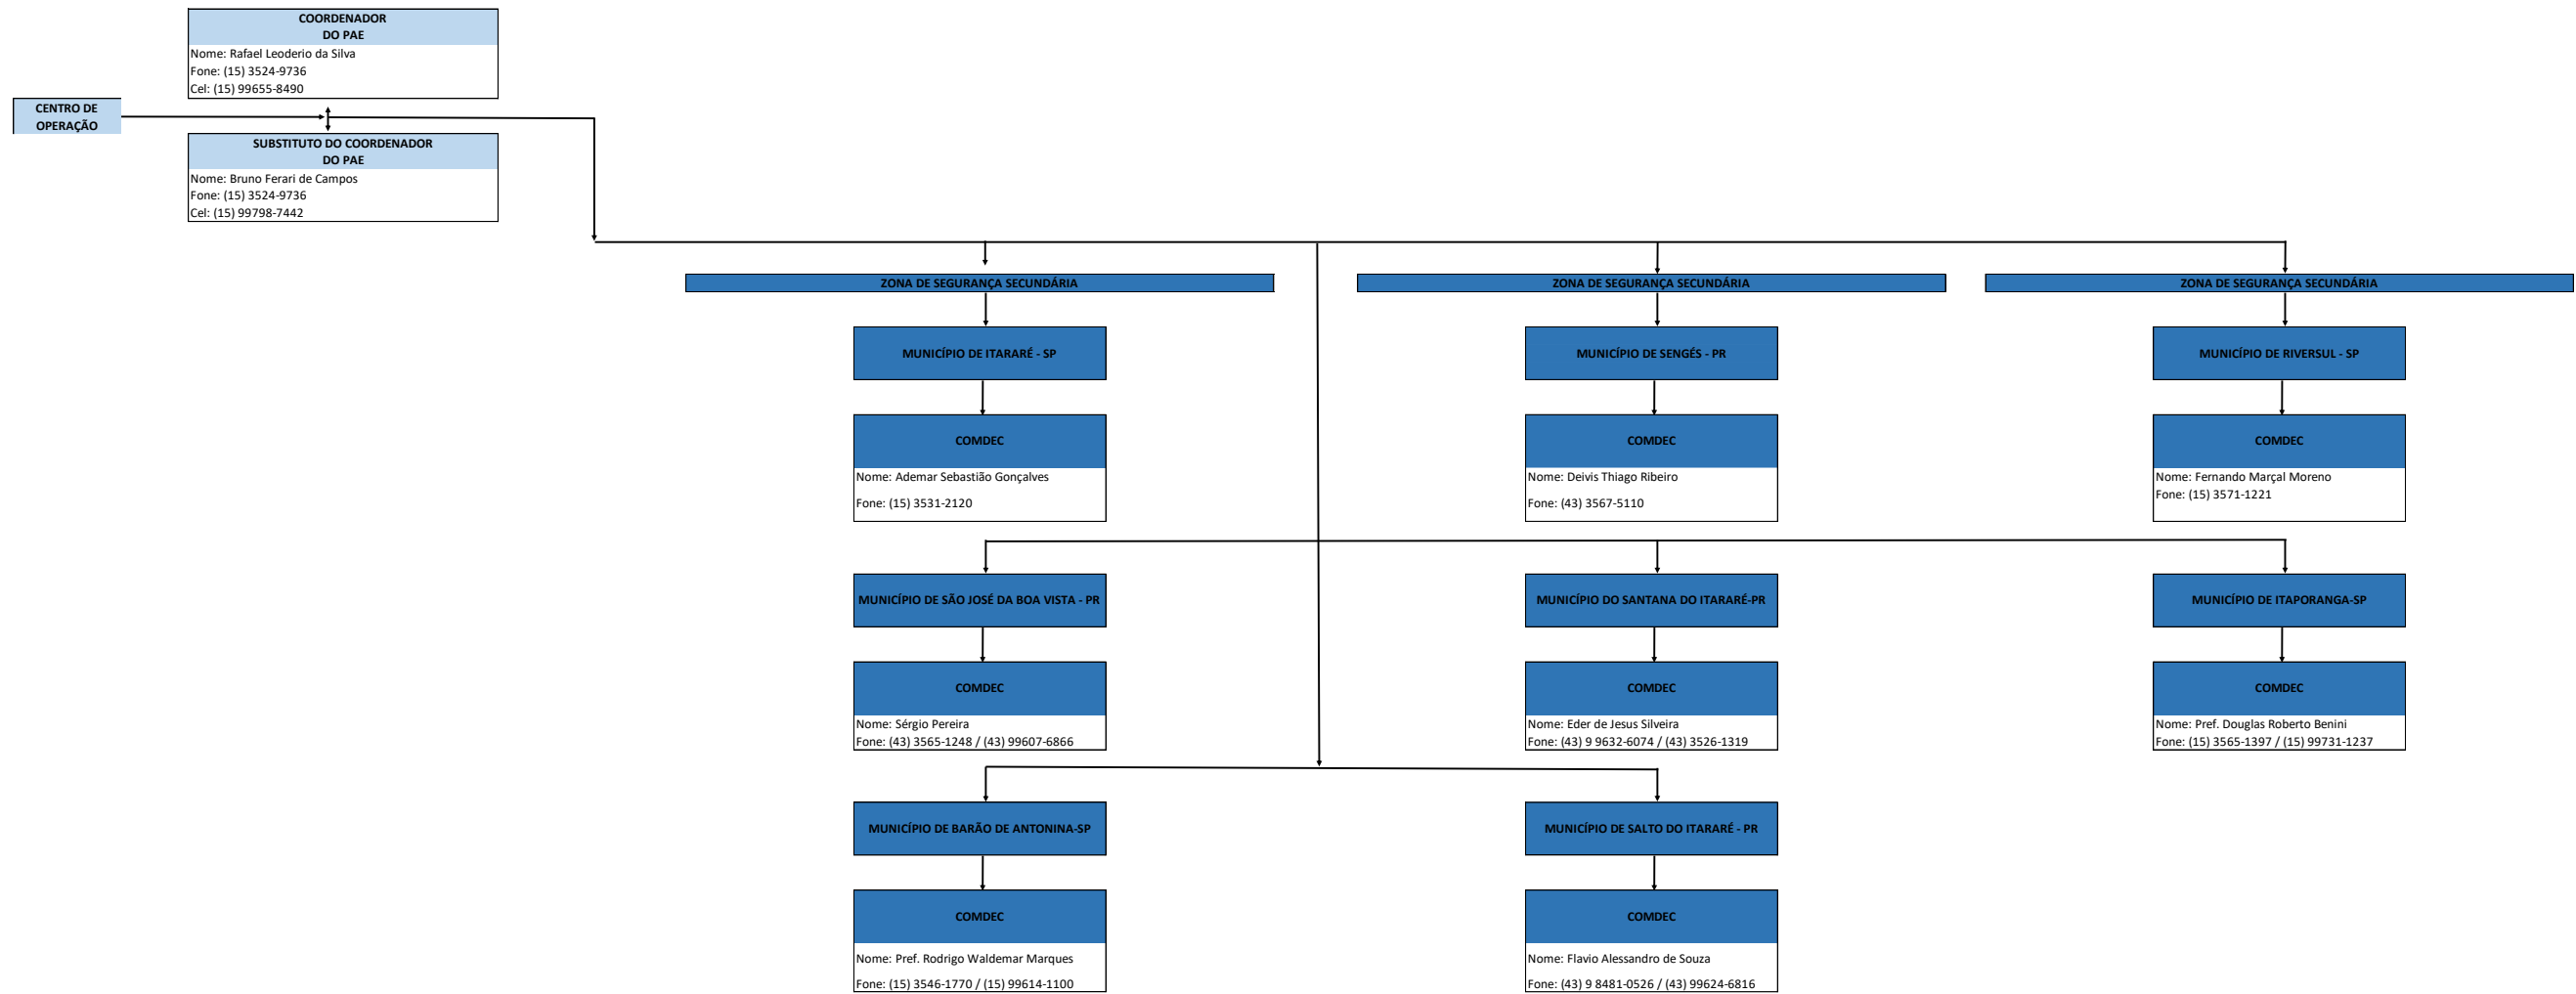 COORDENADOR
DO PAE
Nome: Rafael Leoderio da Silva
Fone: (15) 3524-9736
Cel: (15) 99655-8490
CENTRO DE
OPERAÇÃO
SUBSTITUTO DO COORDENADOR
DO PAE
Nome: Bruno Ferari de Campos
Fone: (15) 3524-9736
Cel: (15) 99798-7442
ZONA DE SEGURANÇA SECUNDÁRIA
ZONA DE SEGURANÇA SECUNDÁRIA
ZONA DE SEGURANÇA SECUNDÁRIA
MUNICÍPIO DE ITARARÉ - SP
MUNICÍPIO DE SENGÉS - PR
MUNICÍPIO DE RIVERSUL - SP
COMDEC
Nome: Ademar Sebastião Gonçalves
Fone: (15) 3531-2120
COMDEC
Nome: Deivis Thiago Ribeiro
Fone: (43) 3567-5110
COMDEC
Nome: Fernando Marçal Moreno
Fone: (15) 3571-1221
MUNICÍPIO DE SÃO JOSÉ DA BOA VISTA - PR
MUNICÍPIO DO SANTANA DO ITARARÉ-PR
MUNICÍPIO DE ITAPORANGA-SP
COMDEC
Nome: Sérgio Pereira
Fone: (43) 3565-1248 / (43) 99607-6866
COMDEC
Nome: Eder de Jesus Silveira
Fone: (43) 9 9632-6074 / (43) 3526-1319
COMDEC
Nome: Pref. Douglas Roberto Benini
Fone: (15) 3565-1397 / (15) 99731-1237
MUNICÍPIO DE BARÃO DE ANTONINA-SP
MUNICÍPIO DE SALTO DO ITARARÉ - PR
COMDEC
Nome: Pref. Rodrigo Waldemar Marques
Fone: (15) 3546-1770 / (15) 99614-1100
COMDEC
Nome: Flavio Alessandro de Souza
Fone: (43) 9 8481-0526 / (43) 99624-6816